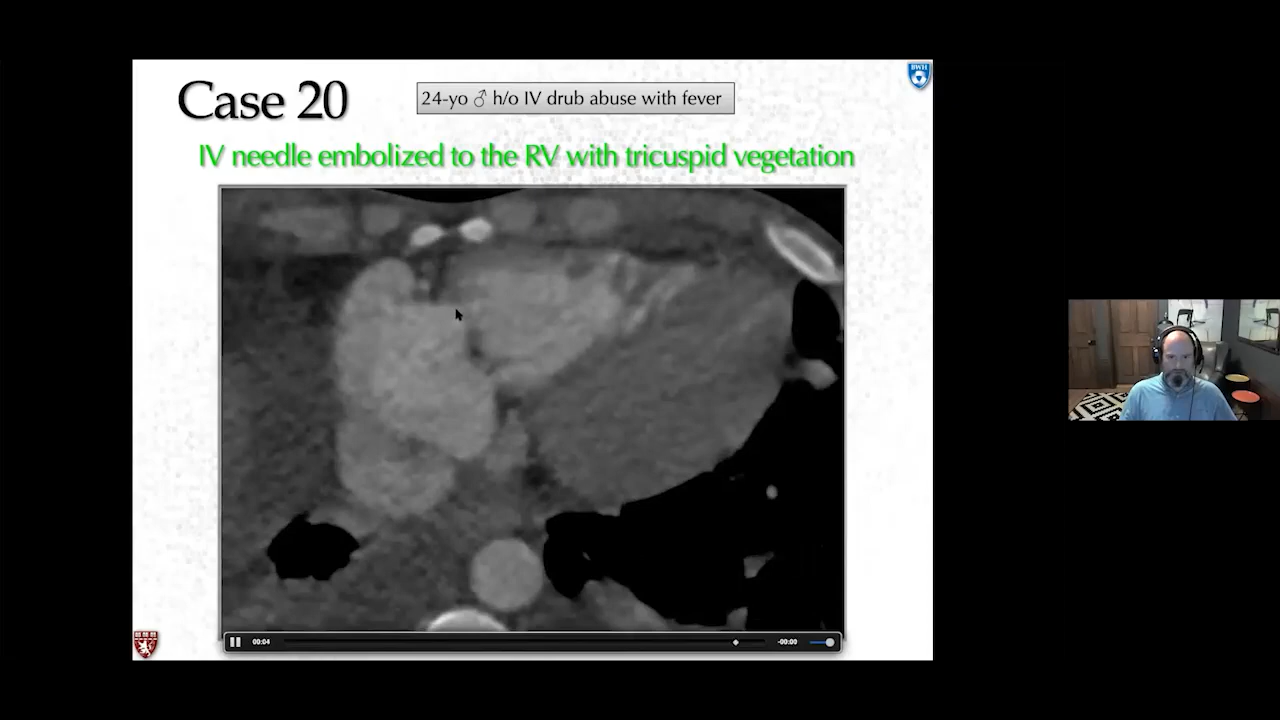 Case 20
24-yo ♂ h/o IV drub abuse with fever
BWH
IV needle embolized to the RV with tricuspid vegetation
00:04
-00:00